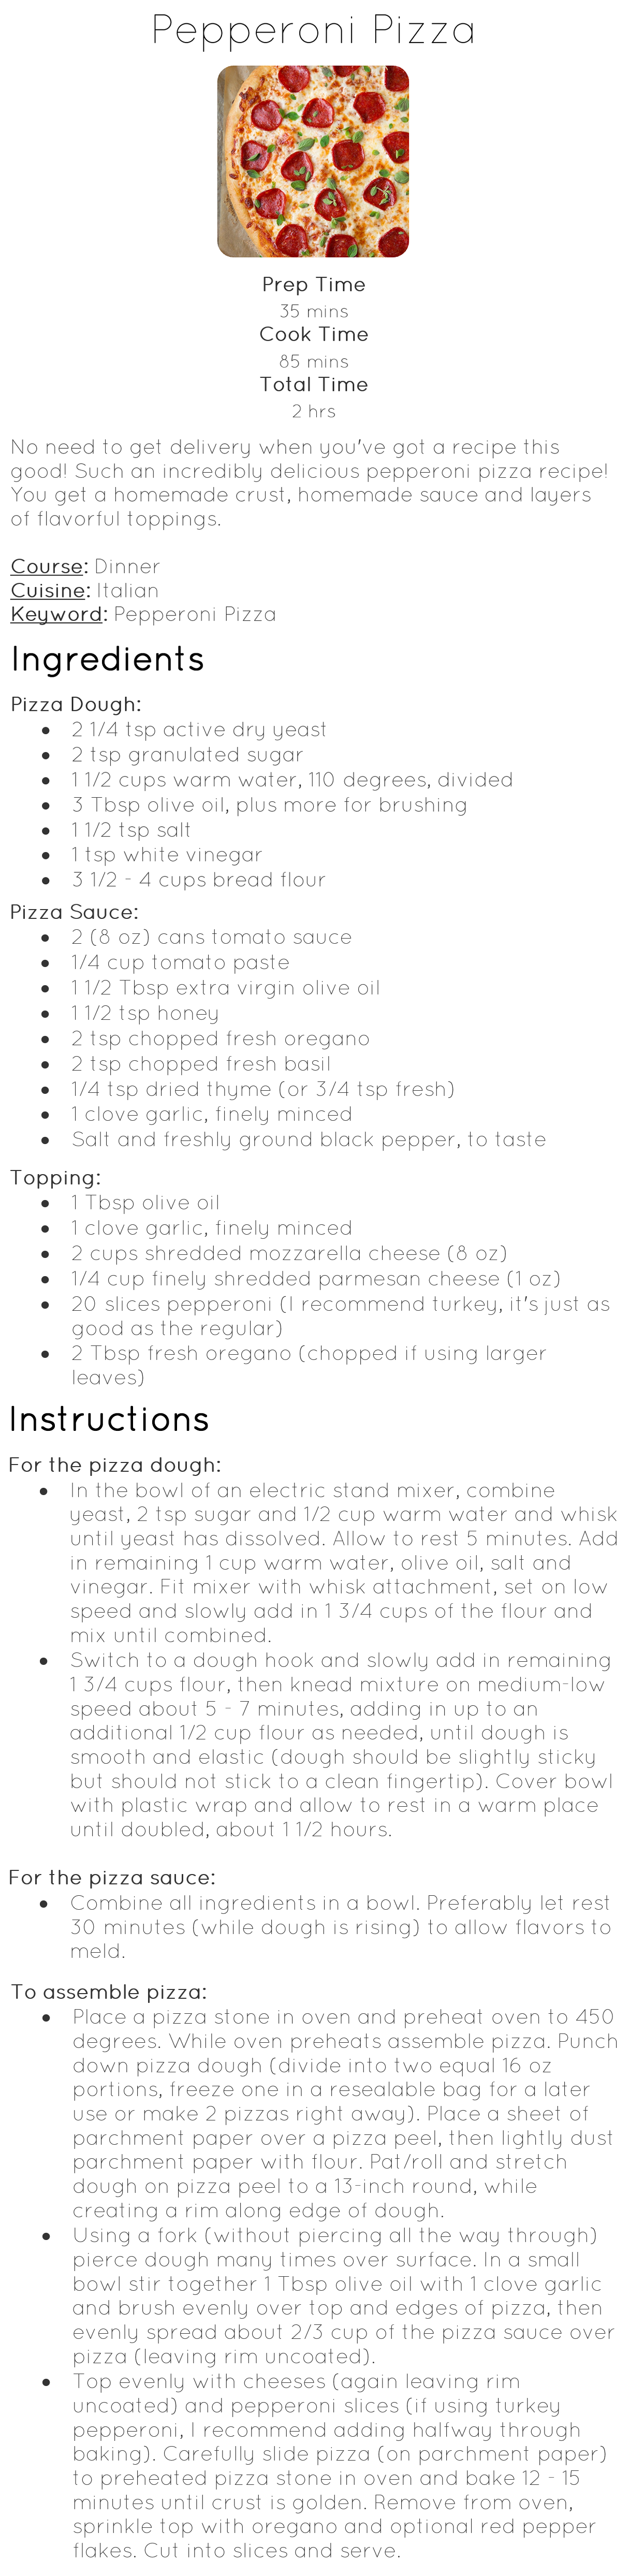 Pepperoni Pizza
Prep Time
35 mins
Cook Time
85 mins
Total Time
2 hrs
No need to get delivery when you've got a recipe this
good! Such an incredibly delicious pepperoni pizza recipe!
You get a homemade crust, homemade sauce and layers
of flavorful toppings.
Course: Dinner
Cuisine: Italian
Keyword: Pepperoni Pizza
Ingredients
Pizza Dough:
• 2 1/4 tsp active dry yeast
• 2 tsp granulated sugar
• 1 1/2 cups warm water, 110 degrees, divided
• 3 Tbsp olive oil, plus more for brushing
• 1 1/2 tsp salt
• 1 tsp white vinegar
• 3 1/2 - 4 cups bread flour
Pizza Sauce:
• 2 (8 oz) cans tomato sauce
• 1/4 cup tomato paste
• 1 1/2 Tbsp extra virgin olive oil
• 1 1/2 tsp honey
• 2 tsp chopped fresh oregano
• 2 tsp chopped fresh basil
• 1/4 tsp dried thyme (or 3/4 tsp fresh)
• 1 clove garlic, finely minced
• Salt and freshly ground black pepper, to taste
Topping:
• 1 Tbsp olive oil
• 1 clove garlic, finely minced
• 2 cups shredded mozzarella cheese (8 oz)
• 1/4 cup finely shredded parmesan cheese (1 oz)
• 20 slices pepperoni (I recommend turkey, it's just as
good as the regular)
• 2 Tbsp fresh oregano (chopped if using larger
leaves)
Instructions
For the pizza dough:
• In the bowl of an electric stand mixer, combine
yeast, 2 tsp sugar and 1/2 cup warm water and whisk
until yeast has dissolved. Allow to rest 5 minutes. Add
in remaining 1 cup warm water, olive oil, salt and
vinegar. Fit mixer with whisk attachment, set on low
speed and slowly add in 1 3/4 cups of the flour and
mix until combined.
• Switch to a dough hook and slowly add in remaining
1 3/4 cups flour, then knead mixture on medium-low
speed about 5 - 7 minutes, adding in up to an
additional 1/2 cup flour as needed, until dough is
smooth and elastic (dough should be slightly sticky
but should not stick to a clean fingertip). Cover bowl
with plastic wrap and allow to rest in a warm place
until doubled, about 1 1/2 hours.
For the pizza sauce:
• Combine all ingredients in a bowl. Preferably let rest
30 minutes (while dough is rising) to allow flavors to
meld.
To assemble pizza:
• Place a pizza stone in oven and preheat oven to 450
degrees. While oven preheats assemble pizza. Punch
down pizza dough (divide into two equal 16 oz
portions, freeze one in a resealable bag for a later
use or make 2 pizzas right away). Place a sheet of
parchment paper over a pizza peel, then lightly dust
parchment paper with flour. Pat/roll and stretch
dough on pizza peel to a 13-inch round, while
creating a rim along edge of dough.
• Using a fork (without piercing all the way through)
pierce dough many times over surface. In a small
bowl stir together 1 Tbsp olive oil with 1 clove garlic
and brush evenly over top and edges of pizza, then
evenly spread about 2/3 cup of the pizza sauce over
pizza (leaving rim uncoated).
• Top evenly with cheeses (again leaving rim
uncoated) and pepperoni slices (if using turkey
pepperoni, I recommend adding halfway through
baking). Carefully slide pizza (on parchment paper)
to preheated pizza stone in oven and bake 12 - 15
minutes until crust is golden. Remove from oven,
sprinkle top with oregano and optional red pepper
flakes. Cut into slices and serve.